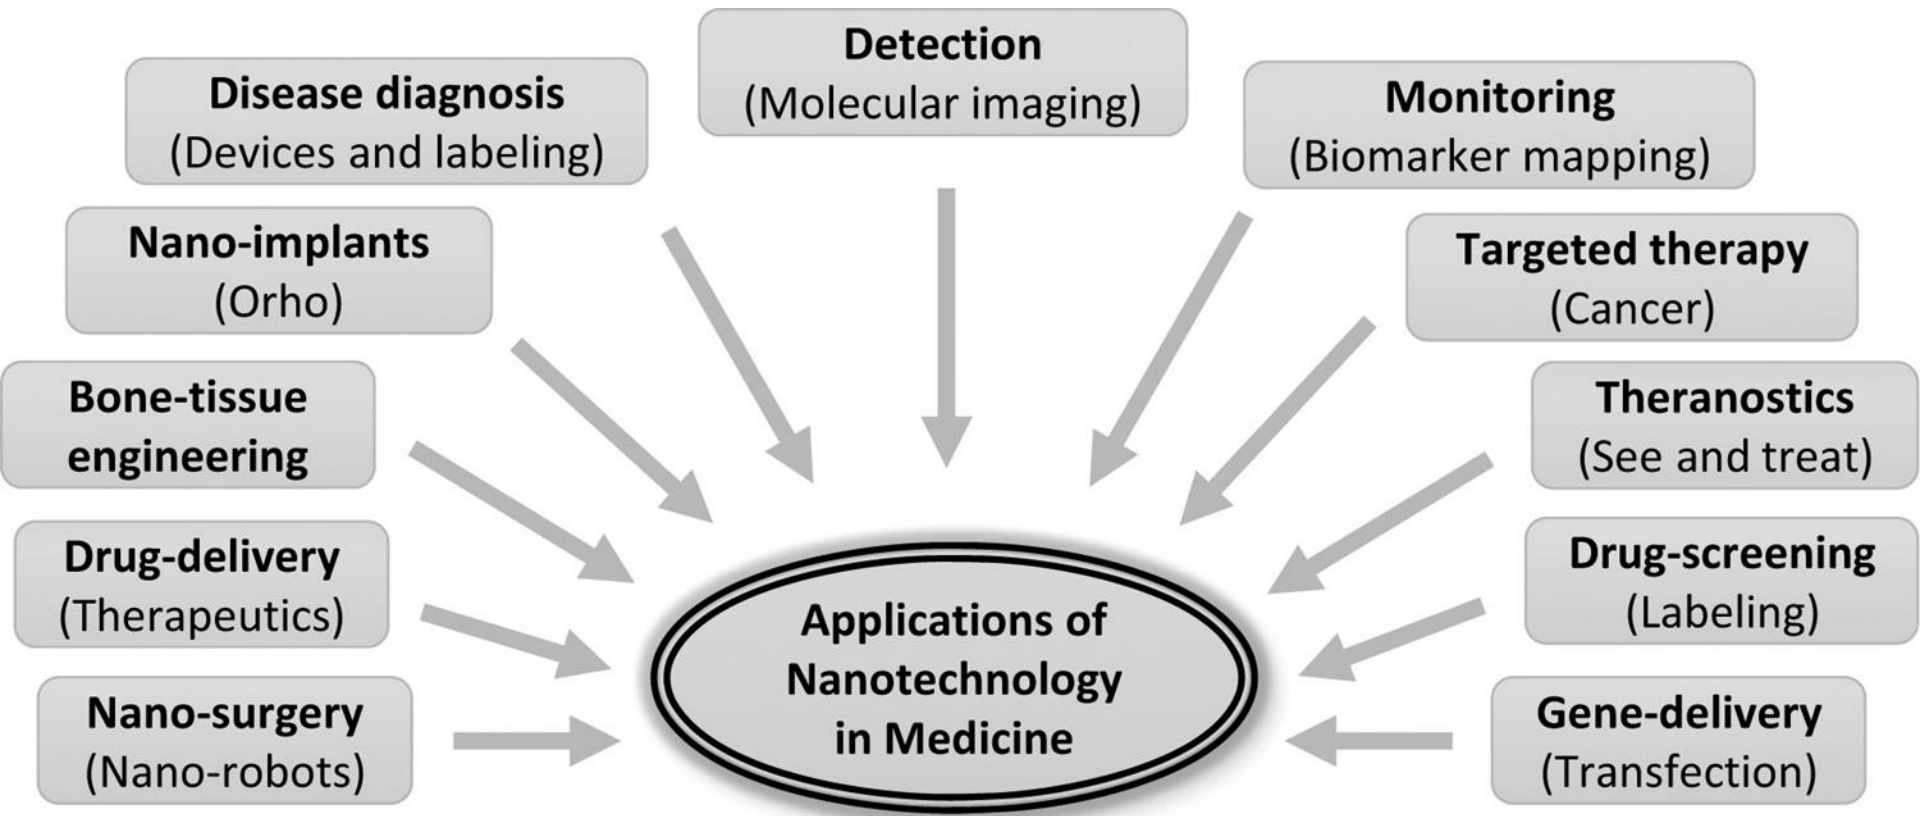 Detection
(Molecular imaging)
Disease diagnosis
(Devices and labeling)
Monitoring
(Biomarker mapping)
Nano-implants
(Orho)
Targeted therapy
(Cancer)
Bone-tissue
engineering
Theranostics
(See and treat)
Drug-delivery
(Therapeutics)
Drug-screening
(Labeling)
Nano-surgery
(Nano-robots)
Gene-delivery
(Transfection)
Applications of
Nanotechnology
in Medicine